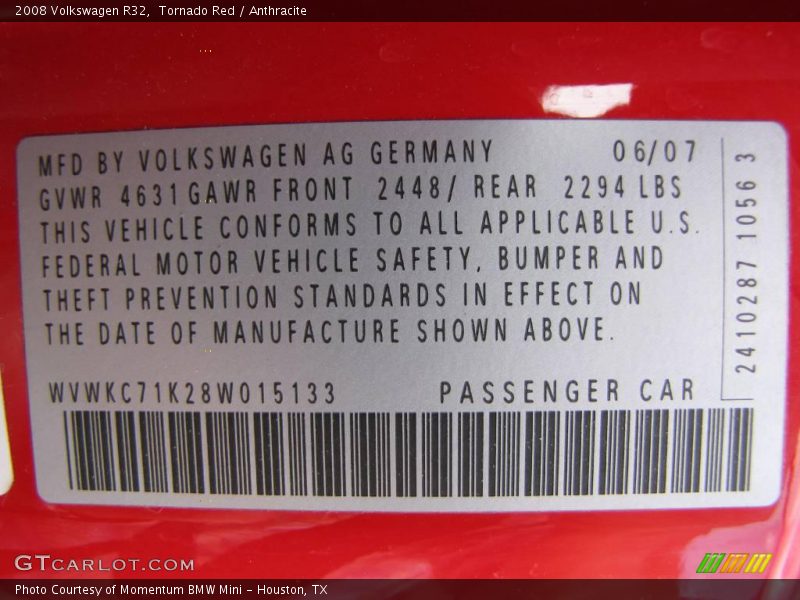 2008 Volkswagen R32, Tornado Red / Anthracite
MFD BY VOLKSWAGEN AG GERMANY 06/07
GVWR 4631 GAWR FRONT 2448/ REAR 2294 LBS
THIS VEHICLE CONFORMS TO ALL APPLICABLE U.S.
FEDERAL MOTOR VEHICLE SAFETY, BUMPER AND
THEFT PREVENTION STANDARDS IN EFFECT ON
THE DATE OF MANUFACTURE SHOWN ABOVE.
WVWKC71K28W015133 PASSENGER CAR
2410287 1056 3
GTCARLOT.COM
Photo Courtesy of Momentum BMW Mini - Houston, TX